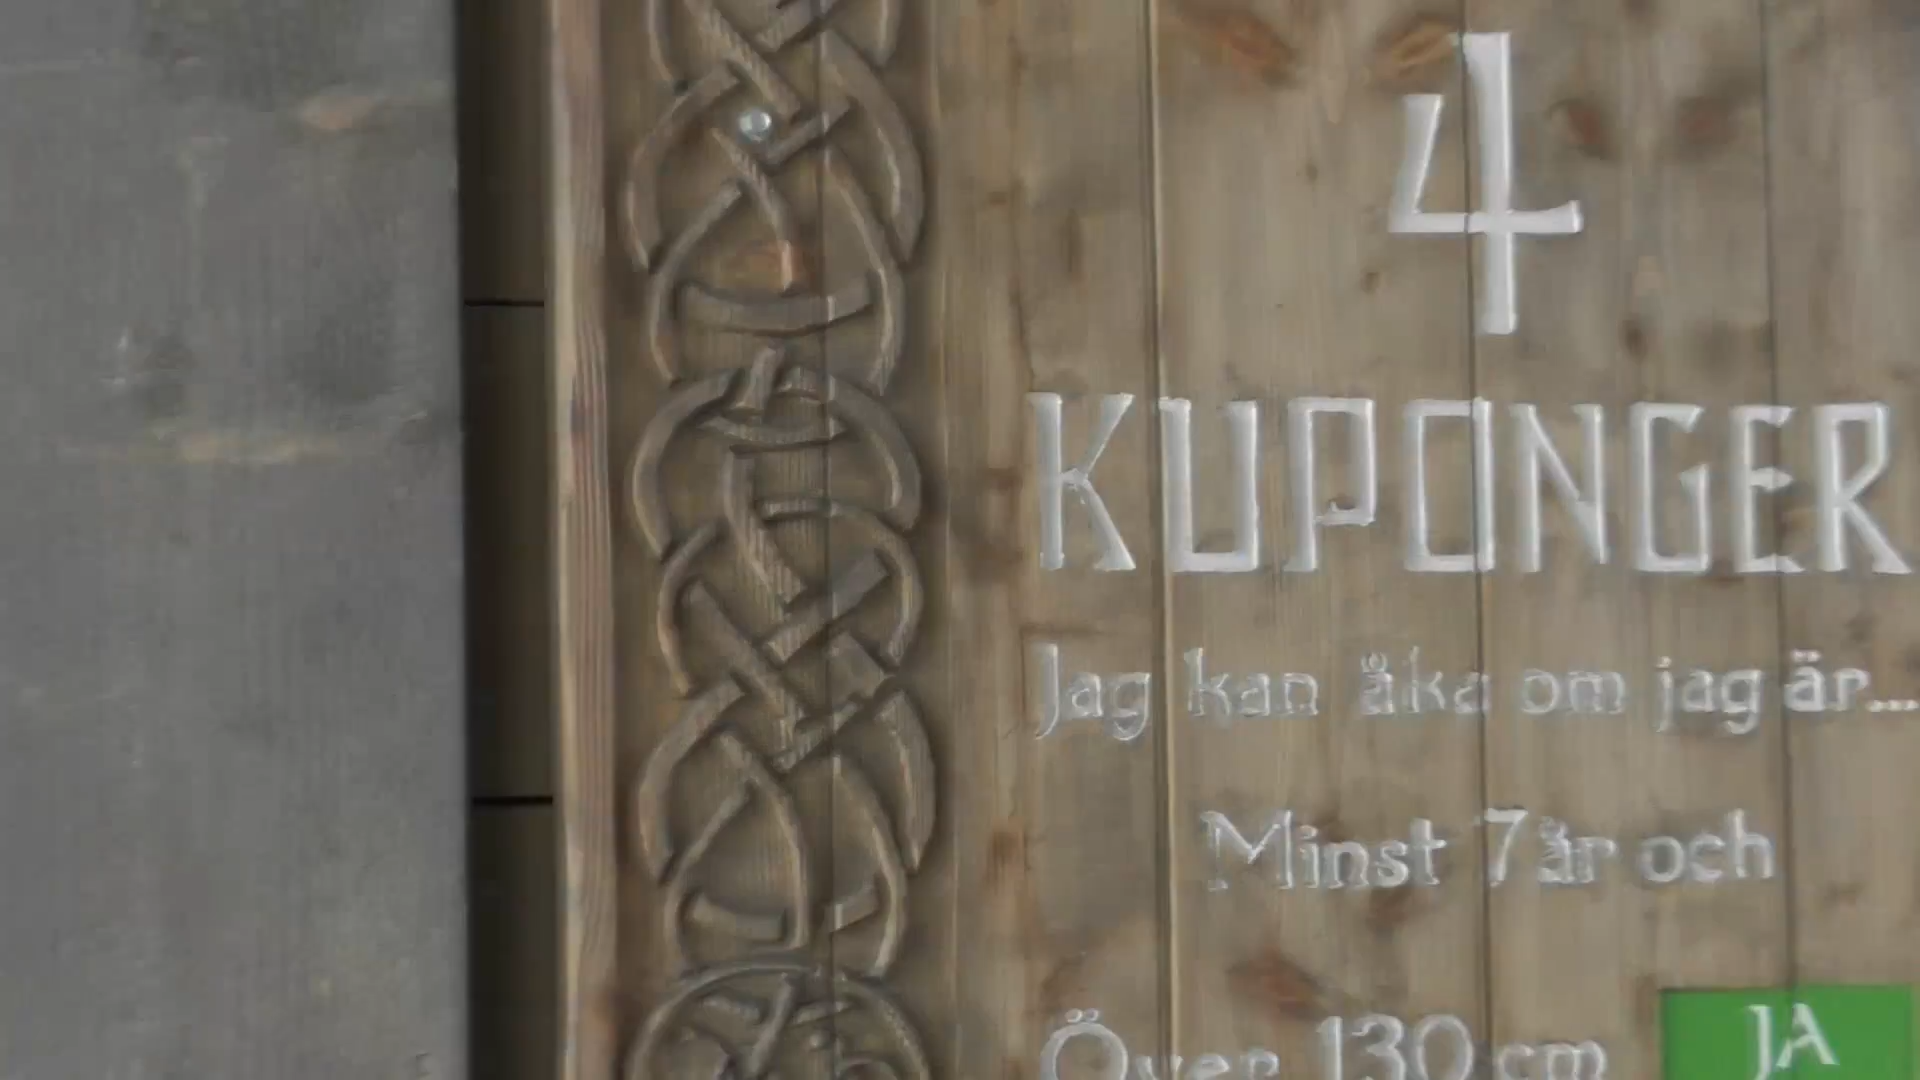 4
KUPONGER
Jag kan åka om jag är...
Minst 7 år och
Över 130 cm
JA